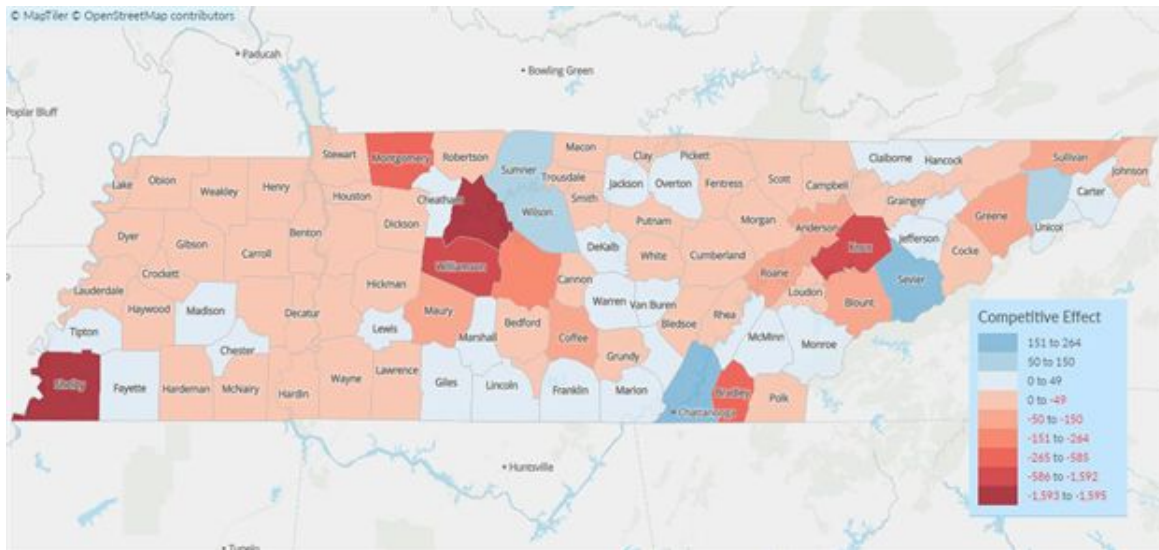 © MapTiler © OpenStreetMap contributors
Paducah
Bowling Green
Poplar Bluff
Stewart
Montgomery
Robertson
Sumner
Macon
Clay
Pickett
Claiborne
Hancock
Sullivan
Johnson
Lake
Obion
Weakley
Henry
Houston
Cheatham
Trousdale
Smith
Jackson
Overton
Fentress
Scott
Campbell
Grainger
Carter
Dyer
Gibson
Carroll
Benton
Dickson
Wilson
Putnam
Morgan
Anderson
Knox
Jefferson
Greene
Unicoi
Crockett
Williamson
DeKalb
White
Cumberland
Cocke
Lauderdale
Haywood
Madison
Decatur
Hickman
Maury
Cannon
Warren
Van Buren
Roane
Loudon
Blount
Sevier
Tipton
Chester
Lewis
Marshall
Bedford
Coffee
Grundy
Bledsoe
Rhea
McMinn
Monroe
Shelby
Fayette
Hardeman
McNairy
Hardin
Wayne
Lawrence
Giles
Lincoln
Franklin
Marion
Chattanooga
Bradley
Polk
Huntsville
Tupelo
Competitive Effect
151 to 264
50 to 150
0 to 49
0 to -49
-50 to -150
-151 to -264
-265 to -585
-586 to -1,592
-1,593 to -1,595